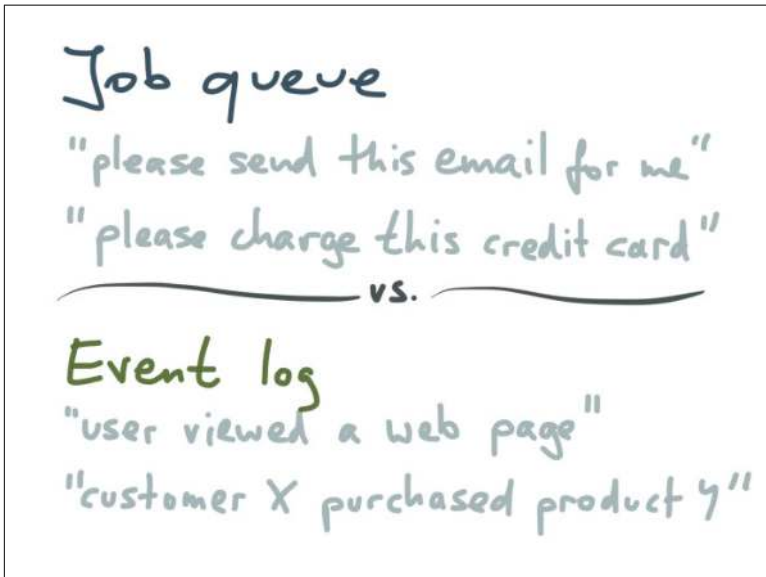 Job queue
"please send this email for me"
"please charge this credit card"
vs.
Event log
"user viewed a web page"
"customer X purchased product Y"